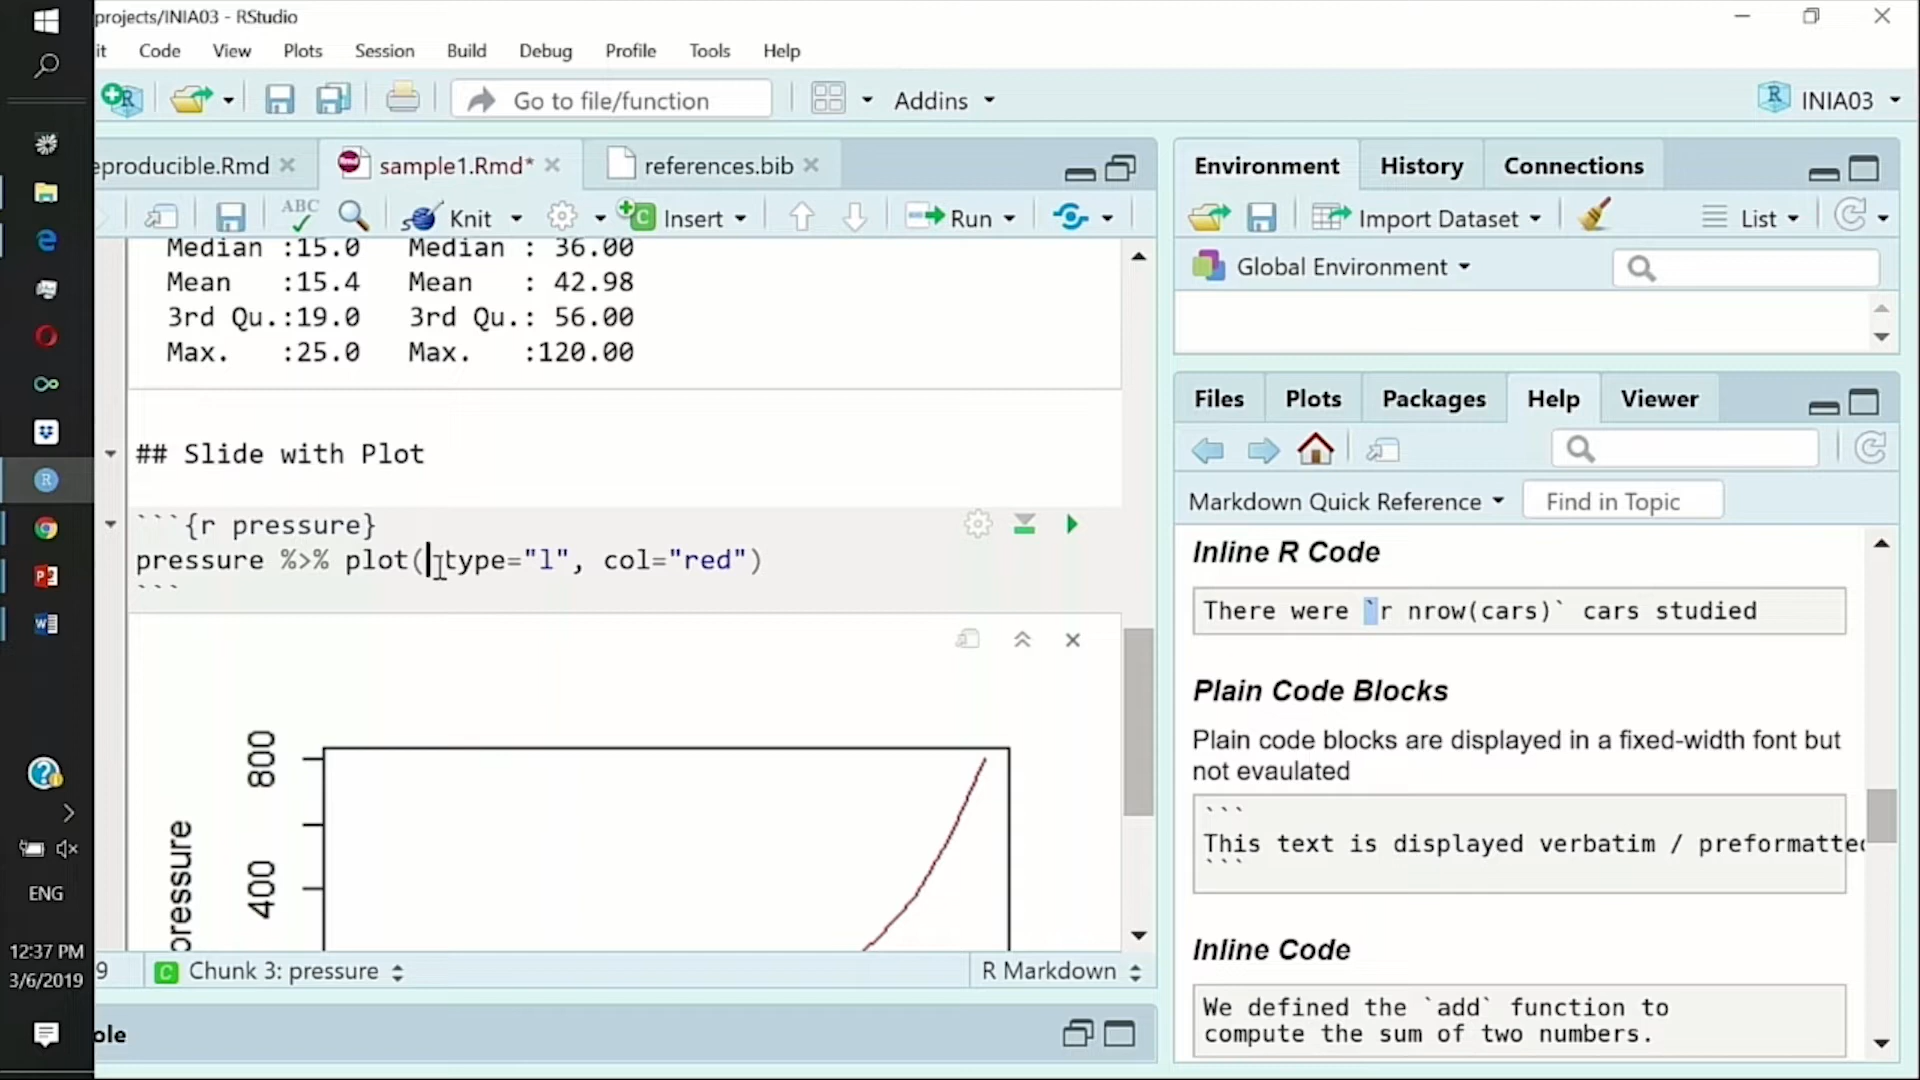 projects/INIA03 - RStudio
it Code View Plots Session Build Debug Profile Tools Help
Go to file/function
Addins
INIA03
eproducible.Rmd
sample1.Rmd*
references.bib
ABC
Knit
Insert
Run
Median :15.0 Median : 36.00
Mean :15.4 Mean : 42.98
3rd Qu.:19.0 3rd Qu.: 56.00
Max. :25.0 Max. :120.00
## Slide with Plot
```{r pressure}
pressure %>% plot( type="l", col="red")
```
800
400
pressure
9
Chunk 3: pressure
R Markdown
ole
Environment History Connections
Import Dataset
List
Global Environment
Files Plots Packages Help Viewer
Markdown Quick Reference
Find in Topic
Inline R Code
There were `r nrow(cars)` cars studied
Plain Code Blocks
Plain code blocks are displayed in a fixed-width font but
not evaulated
```
This text is displayed verbatim / preformatted
```
Inline Code
We defined the `add` function to
compute the sum of two numbers.
ENG
12:37 PM
3/6/2019